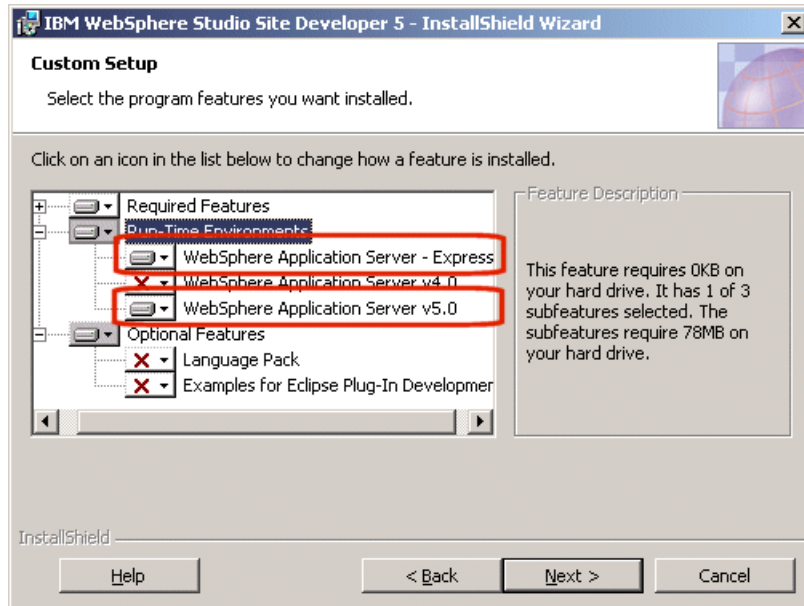 IBM WebSphere Studio Site Developer 5 - InstallShield Wizard
Custom Setup
Select the program features you want installed.
Click on an icon in the list below to change how a feature is installed.
Required Features
Run-Time Environments
WebSphere Application Server - Express
WebSphere Application Server v4.0
WebSphere Application Server v5.0
Optional Features
Language Pack
Examples for Eclipse Plug-In Developmer
Feature Description
This feature requires 0KB on
your hard drive. It has 1 of 3
subfeatures selected. The
subfeatures require 78MB on
your hard drive.
InstallShield
Help
< Back
Next >
Cancel